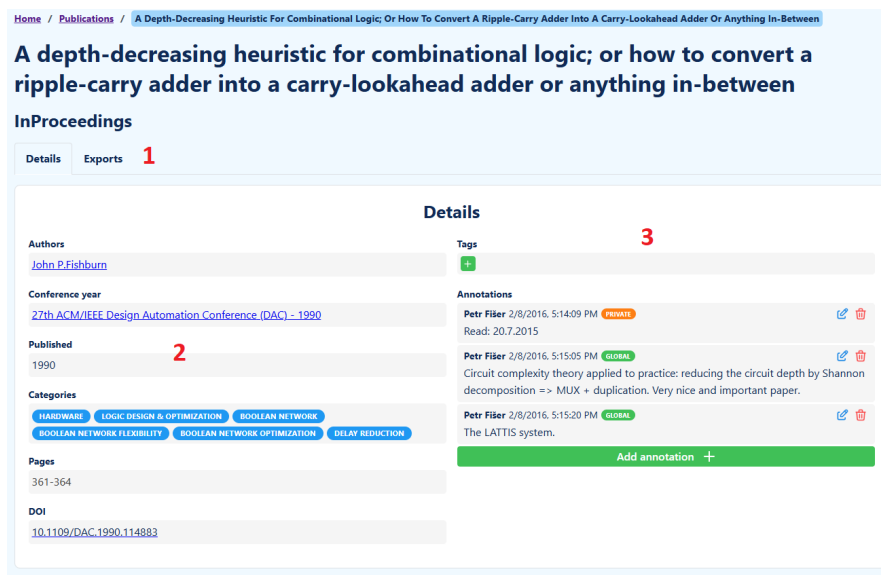 Home / Publications / A Depth-Decreasing Heuristic For Combinational Logic; Or How To Convert A Ripple-Carry Adder Into A Carry-Lookahead Adder Or Anything In-Between
A depth-decreasing heuristic for combinational logic; or how to convert a
ripple-carry adder into a carry-lookahead adder or anything in-between
InProceedings
Details Exports 1
Details
3
Authors
John P.Fishburn
Conference year
27th ACM/IEEE Design Automation Conference (DAC) - 1990
Published
2
1990
Categories
HARDWARE LOGIC DESIGN & OPTIMIZATION BOOLEAN NETWORK
BOOLEAN NETWORK FLEXIBILITY BOOLEAN NETWORK OPTIMIZATION DELAY REDUCTION
Pages
361-364
DOI
10.1109/DAC.1990.114883
Tags
+
Annotations
Petr Fišer 2/8/2016, 5:14:09 PM PRIVATE
Read: 20.7.2015
Petr Fišer 2/8/2016, 5:15:05 PM GLOBAL
Circuit complexity theory applied to practice: reducing the circuit depth by Shannon
decomposition => MUX + duplication. Very nice and important paper.
Petr Fišer 2/8/2016, 5:15:20 PM GLOBAL
The LATTIS system.
Add annotation +